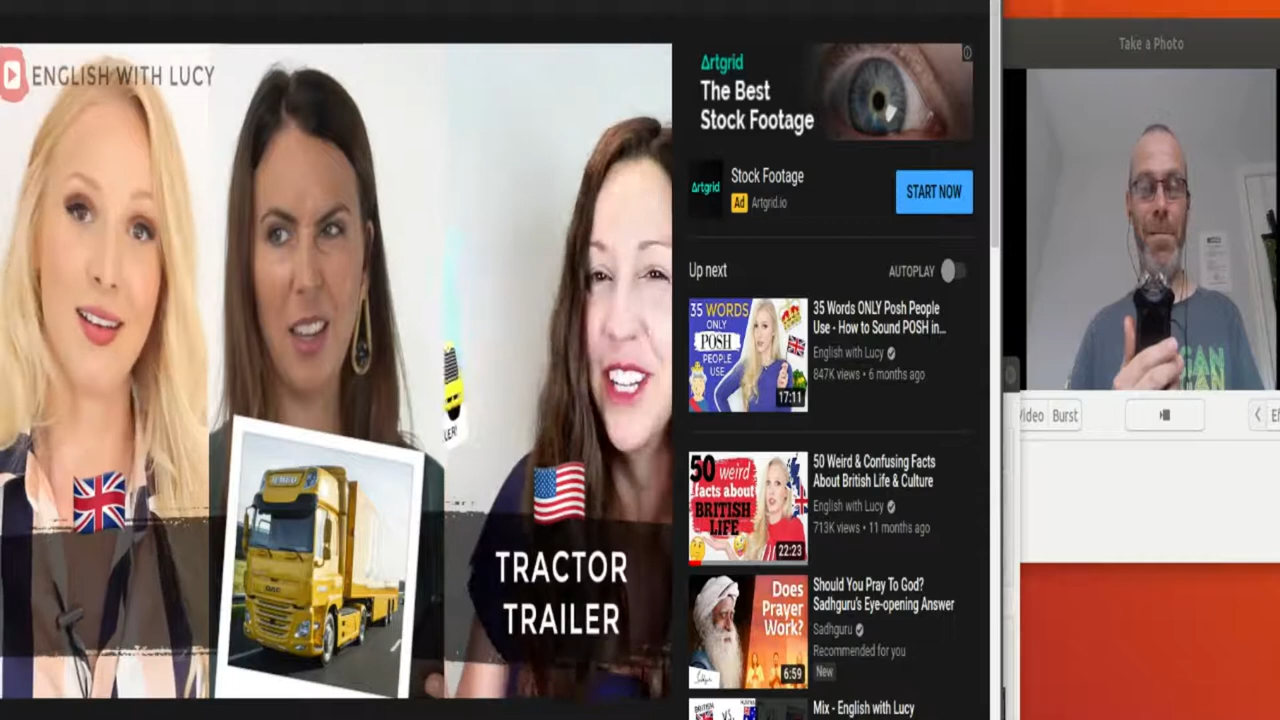 ENGLISH WITH LUCY
TRACTOR
TRAILER
Artgrid
The Best
Stock Footage
Artgrid
Stock Footage
Ad Artgrid.io
START NOW
Up next
AUTOPLAY
35 WORDS
ONLY
POSH
PEOPLE
USE
17:11
35 Words ONLY Posh People
Use - How to Sound POSH in...
English with Lucy
847K views • 6 months ago
50 weird
facts about
BRITISH
LIFE
22:23
50 Weird & Confusing Facts
About British Life & Culture
English with Lucy
713K views • 11 months ago
Does
Prayer
Work?
6:59
Should You Pray To God?
Sadhguru's Eye-opening Answer
Sadhguru
Recommended for you
New
VS.
Mix - English with Lucy
Take a Photo
Burst